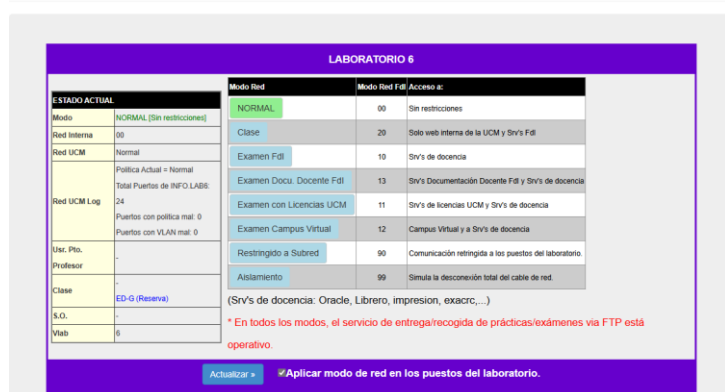 LABORATORIO 6
ESTADO ACTUAL
Modo NORMAL [Sin restricciones]
Red Interna 00
Red UCM Normal
Red UCM Log Política Actual = Normal
Total Puertos de INFO.LAB6:
24
Puertos con política mal: 0
Puertos con VLAN mal: 0
Usr. Pto.
Profesor -
Clase -
ED-G (Reserva)
S.O. -
Vlab 6
Modo Red Modo Red FdI Acceso a:
NORMAL 00 Sin restricciones
Clase 20 Solo web interna de la UCM y Srv's FdI
Examen FdI 10 Srv's de docencia
Examen Docu. Docente FdI 13 Srv's Documentación Docente FdI y Srv's de docencia
Examen con Licencias UCM 11 Srv's de licencias UCM y Srv's de docencia
Examen Campus Virtual 12 Campus Virtual y a Srv's de docencia
Restringido a Subred 90 Comunicación retringida a los puestos del laboratorio.
Aislamiento 99 Simula la desconexión total del cable de red.
(Srv's de docencia: Oracle, Librero, impresion, exacrc,...)
* En todos los modos, el servicio de entrega/recogida de prácticas/exámenes via FTP está
operativo.
Actualizar » Aplicar modo de red en los puestos del laboratorio.